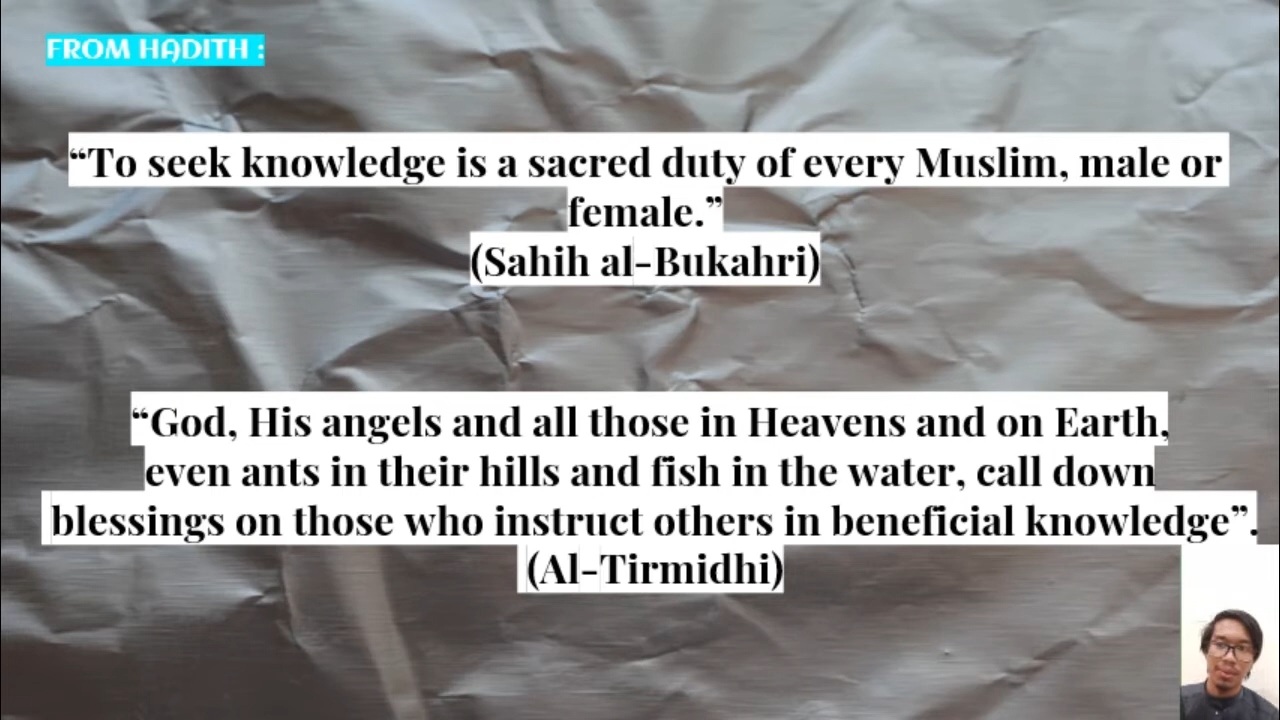 FROM HADITH :
“To seek knowledge is a sacred duty of every Muslim, male or
female.”
(Sahih al-Bukahri)
“God, His angels and all those in Heavens and on Earth,
even ants in their hills and fish in the water, call down
blessings on those who instruct others in beneficial knowledge”.
(Al-Tirmidhi)